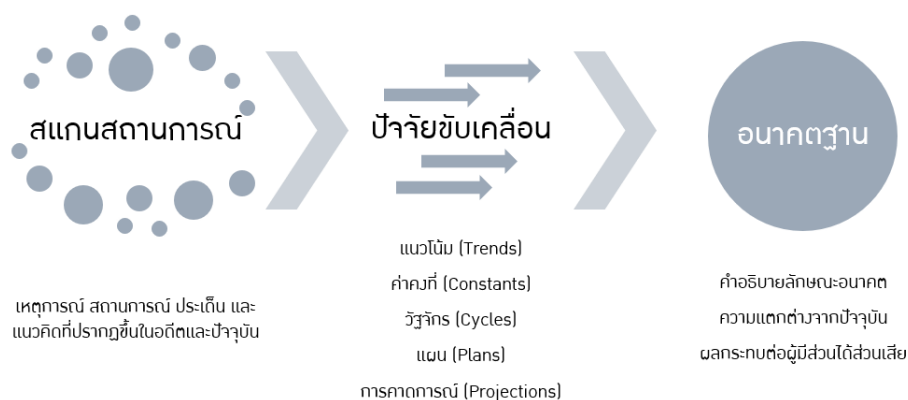 สแกนสถานการณ์
เหตุการณ์ สถานการณ์ ประเด็น และ
แนวคิดที่ปรากฏขึ้นในอดีตและปัจจุบัน
ปัจจัยขับเคลื่อน
แนวโน้ม (Trends)
ค่าคงที่ (Constants)
วัฐจักร (Cycles)
แผน (Plans)
การคาดการณ์ (Projections)
อนาคตฐาน
คำอธิบายลักษณะอนาคต
ความแตกต่างจากปัจจุบัน
ผลกระทบต่อผู้มีส่วนได้ส่วนเสีย